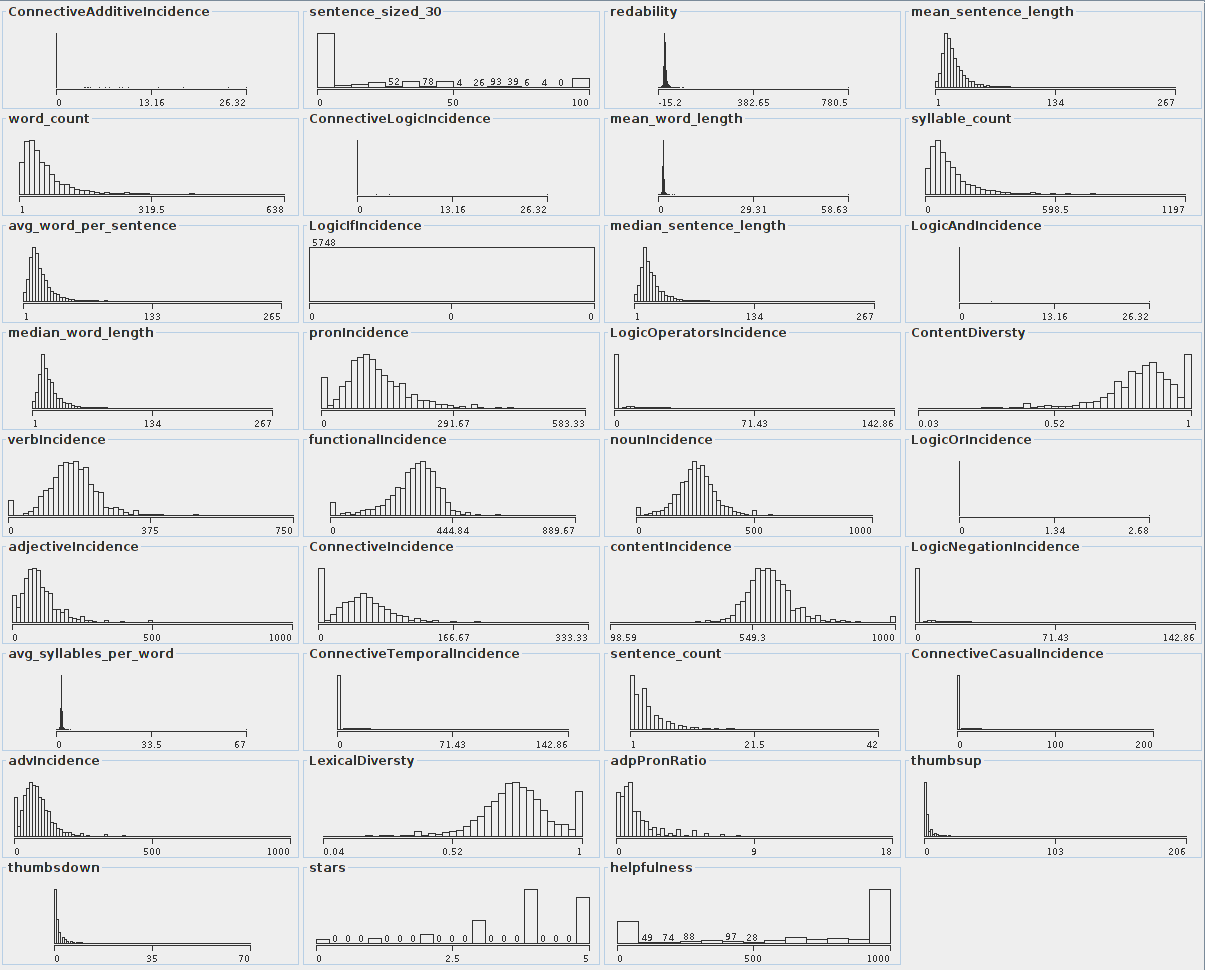 ConnectiveAdditiveIncidence
0 13.16 26.32
sentence_sized_30
52 78 4 26 93 39 6 4 0
0 50 100
redability
-15.2 382.65 780.5
mean_sentence_length
1 134 267
word_count
1 319.5 638
ConnectiveLogicIncidence
0 13.16 26.32
mean_word_length
0 29.31 58.63
syllable_count
0 598.5 1197
avg_word_per_sentence
1 133 265
LogicIfIncidence
5748
0 0 0
median_sentence_length
1 134 267
LogicAndIncidence
0 13.16 26.32
median_word_length
1 134 267
pronIncidence
0 291.67 583.33
LogicOperatorsIncidence
0 71.43 142.86
ContentDiversty
0.03 0.52 1
verbIncidence
0 375 750
functionalIncidence
0 444.84 889.67
nounIncidence
0 500 1000
LogicOrIncidence
0 1.34 2.68
adjectiveIncidence
0 500 1000
ConnectiveIncidence
0 166.67 333.33
contentIncidence
98.59 549.3 1000
LogicNegationIncidence
0 71.43 142.86
avg_syllables_per_word
0 33.5 67
ConnectiveTemporalIncidence
0 71.43 142.86
sentence_count
1 21.5 42
ConnectiveCasualIncidence
0 100 200
advIncidence
0 500 1000
LexicalDiversty
0.04 0.52 1
adpPronRatio
0 9 18
thumbsup
0 103 206
thumbsdown
0 35 70
stars
0 0 0 0 0 0 0 0 0 0 0 0 0 0 0
0 2.5 5
helpfulness
49 74 88 97 28
0 500 1000